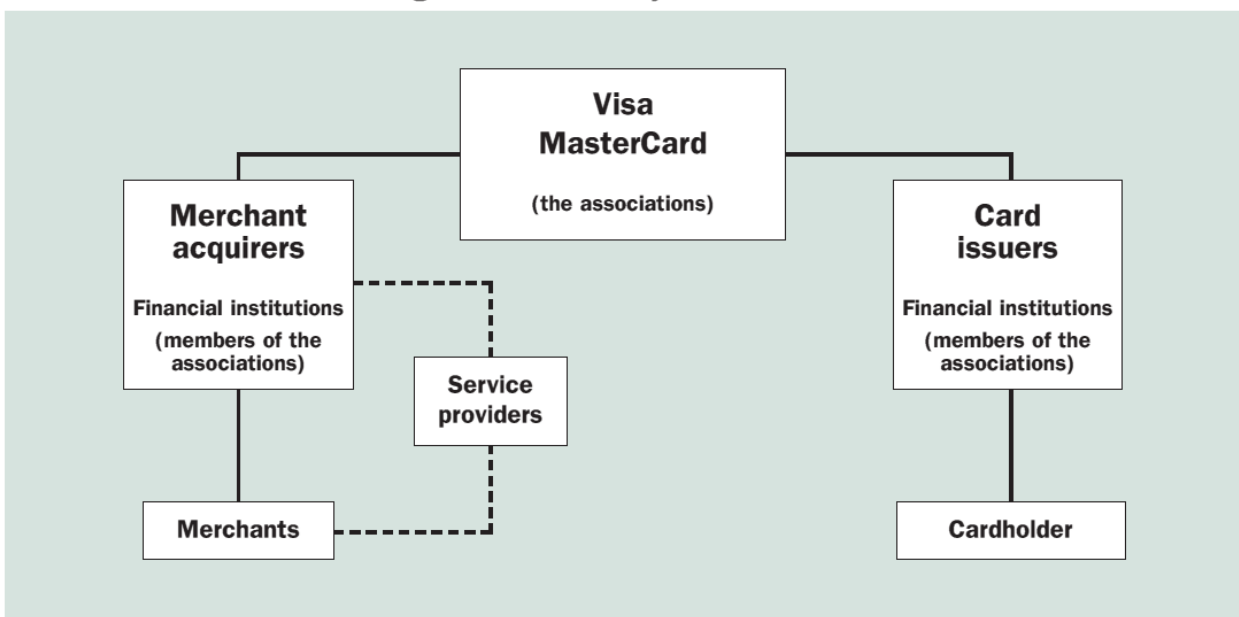 Visa
MasterCard
(the associations)
Merchant
acquirers
Financial institutions
(members of the
associations)
Card
issuers
Financial institutions
(members of the
associations)
Service
providers
Merchants
Cardholder